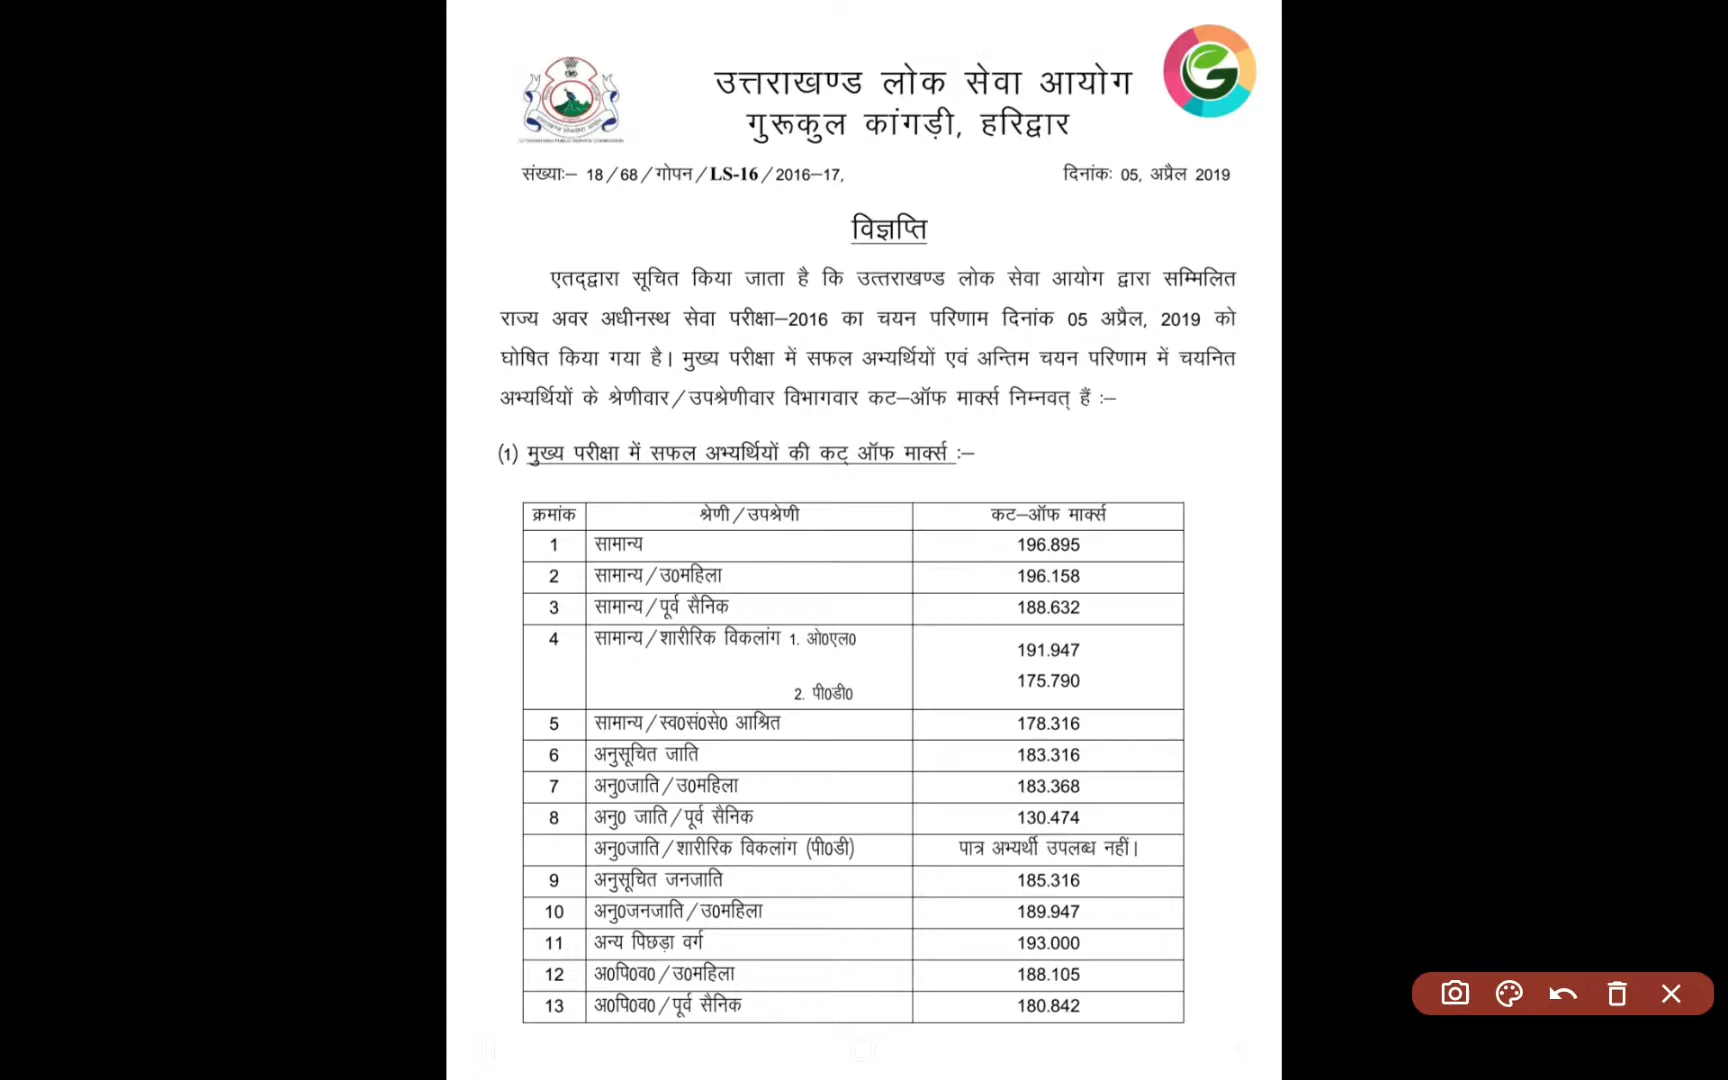 उत्तराखण्ड लोक सेवा आयोग
गुरूकुल कांगड़ी, हरिद्वार
संख्याः– 18/68/गोपन/LS-16/2016–17, दिनांकः 05, अप्रैल 2019
विज्ञप्ति
एतद्द्वारा सूचित किया जाता है कि उत्तराखण्ड लोक सेवा आयोग द्वारा सम्मिलित
राज्य अवर अधीनस्थ सेवा परीक्षा–2016 का चयन परिणाम दिनांक 05 अप्रैल, 2019 को
घोषित किया गया है। मुख्य परीक्षा में सफल अभ्यर्थियों एवं अन्तिम चयन परिणाम में चयनित
अभ्यर्थियों के श्रेणीवार/उपश्रेणीवार विभागवार कट–ऑफ मार्क्स निम्नवत् हैं :–
(1) मुख्य परीक्षा में सफल अभ्यर्थियों की कट् ऑफ मार्क्स :–
क्रमांक श्रेणी/उपश्रेणी कट–ऑफ मार्क्स
1 सामान्य 196.895
2 सामान्य/उ0महिला 196.158
3 सामान्य/पूर्व सैनिक 188.632
4 सामान्य/शारीरिक विकलांग 1. ओ0एल0 191.947
2. पी0डी0 175.790
5 सामान्य/स्व0सं0से0 आश्रित 178.316
6 अनुसूचित जाति 183.316
7 अनु0जाति/उ0महिला 183.368
8 अनु0 जाति/पूर्व सैनिक 130.474
अनु0जाति/शारीरिक विकलांग (पी0डी) पात्र अभ्यर्थी उपलब्ध नहीं।
9 अनुसूचित जनजाति 185.316
10 अनु0जनजाति/उ0महिला 189.947
11 अन्य पिछड़ा वर्ग 193.000
12 अ0पि0व0/उ0महिला 188.105
13 अ0पि0व0/पूर्व सैनिक 180.842